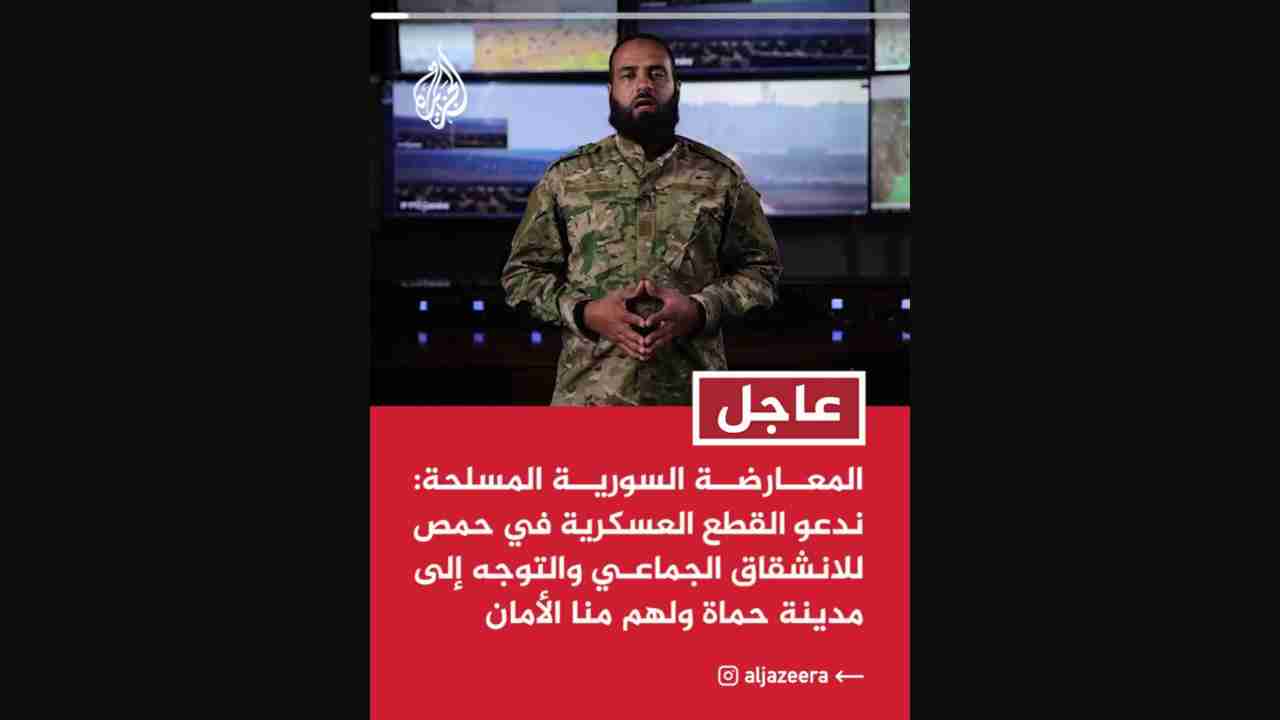 الجزيرة
عاجل
المعارضة السورية المسلحة:
ندعو القطع العسكرية في حمص
للانشقاق الجماعي والتوجه إلى
مدينة حماة ولهم منا الأمان
aljazeera